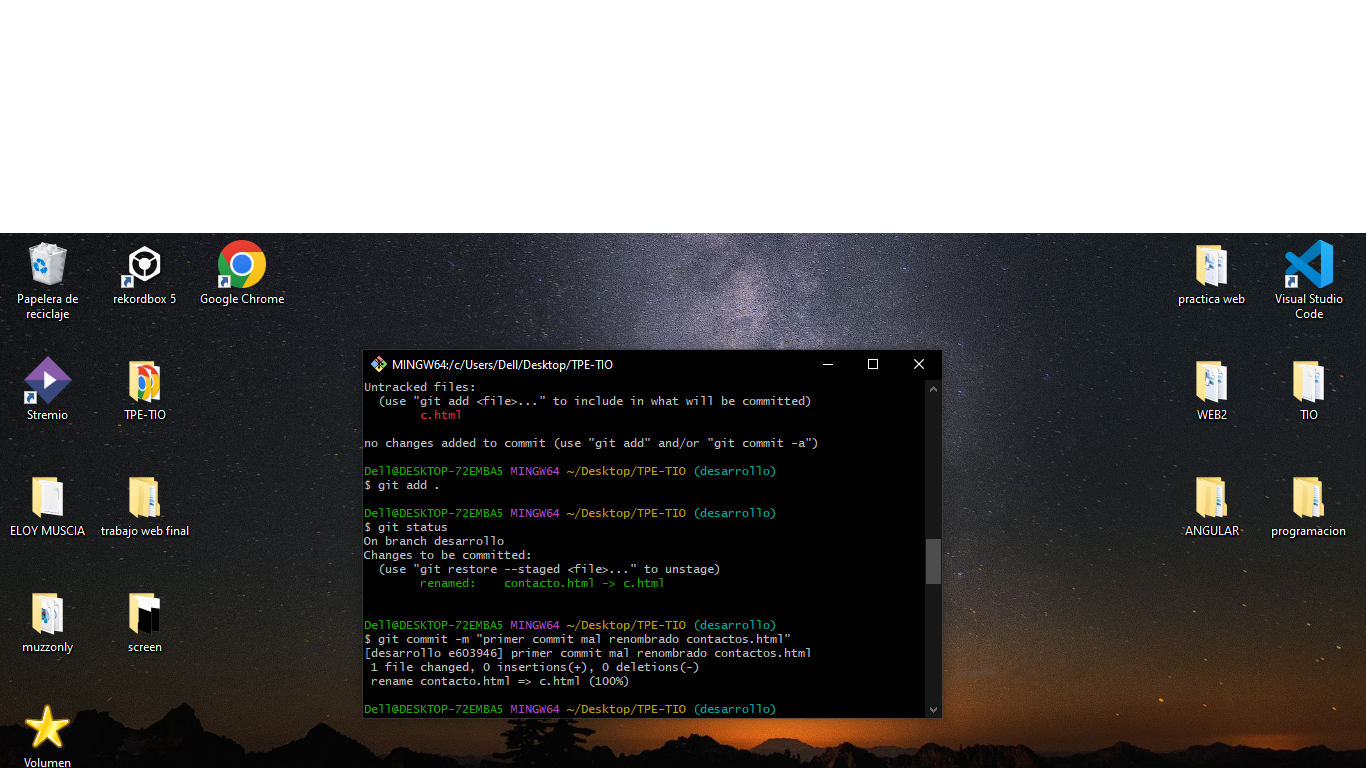 Papelera de
reciclaje
rekordbox 5
Google Chrome
practica web
Visual Studio
Code
Stremio
TPE-TIO
WEB2
TIO
ELOY MUSCIA
trabajo web final
ANGULAR
programacion
muzzonly
screen
Volumen
MINGW64:/c/Users/Dell/Desktop/TPE-TIO
Untracked files:
(use "git add <file>..." to include in what will be committed)
c.html
no changes added to commit (use "git add" and/or "git commit -a")
Dell@DESKTOP-72EMBA5 MINGW64 ~/Desktop/TPE-TIO (desarrollo)
$ git add .
Dell@DESKTOP-72EMBA5 MINGW64 ~/Desktop/TPE-TIO (desarrollo)
$ git status
On branch desarrollo
Changes to be committed:
(use "git restore --staged <file>..." to unstage)
renamed:    contacto.html -> c.html
Dell@DESKTOP-72EMBA5 MINGW64 ~/Desktop/TPE-TIO (desarrollo)
$ git commit -m "primer commit mal renombrado contactos.html"
[desarrollo e603946] primer commit mal renombrado contactos.html
1 file changed, 0 insertions(+), 0 deletions(-)
rename contacto.html => c.html (100%)
Dell@DESKTOP-72EMBA5 MINGW64 ~/Desktop/TPE-TIO (desarrollo)